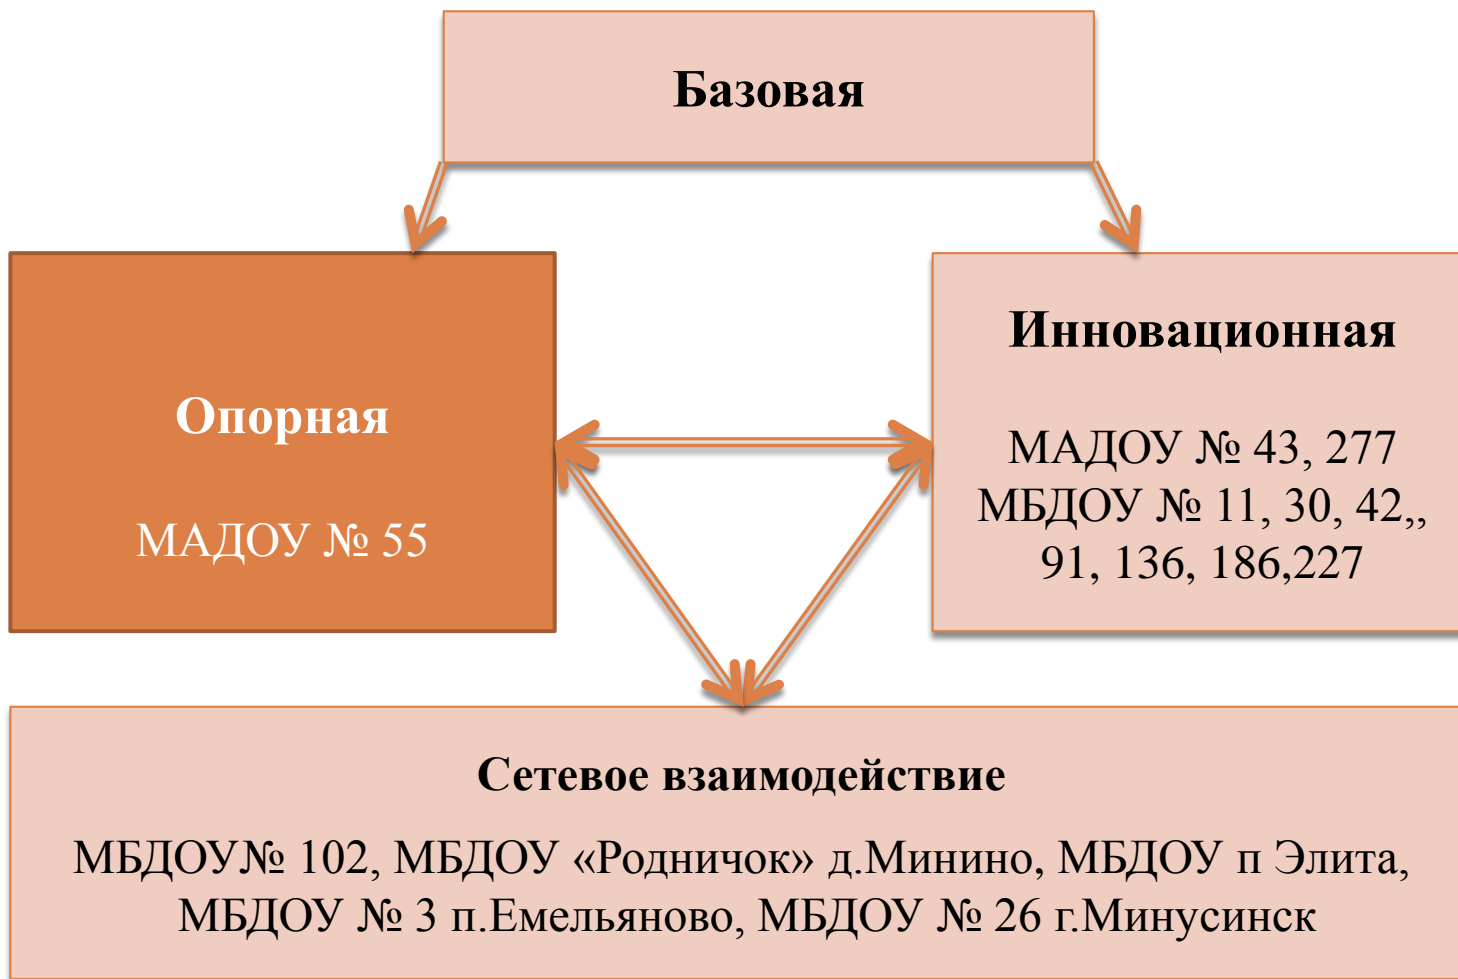 Базовая
Опорная
МАДОУ № 55
Инновационная
МАДОУ № 43, 277
МБДОУ № 11, 30, 42,,
91, 136, 186,227
Сетевое взаимодействие
МБДОУ№ 102, МБДОУ «Родничок» д.Минино, МБДОУ п Элита,
МБДОУ № 3 п.Емельяново, МБДОУ № 26 г.Минусинск